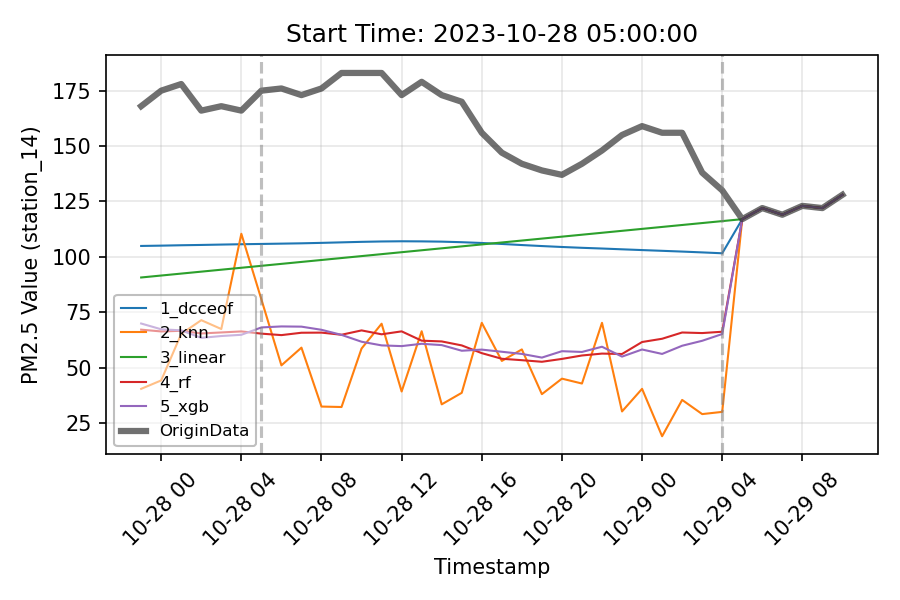 Start Time: 2023-10-28 05:00:00
PM2.5 Value (station_14)
175
150
125
100
75
50
25
1_dcceof
2_knn
3_linear
4_rf
5_xgb
OriginData
10-28 00
10-28 04
10-28 08
10-28 12
10-28 16
10-28 20
10-29 00
10-29 04
10-29 08
Timestamp